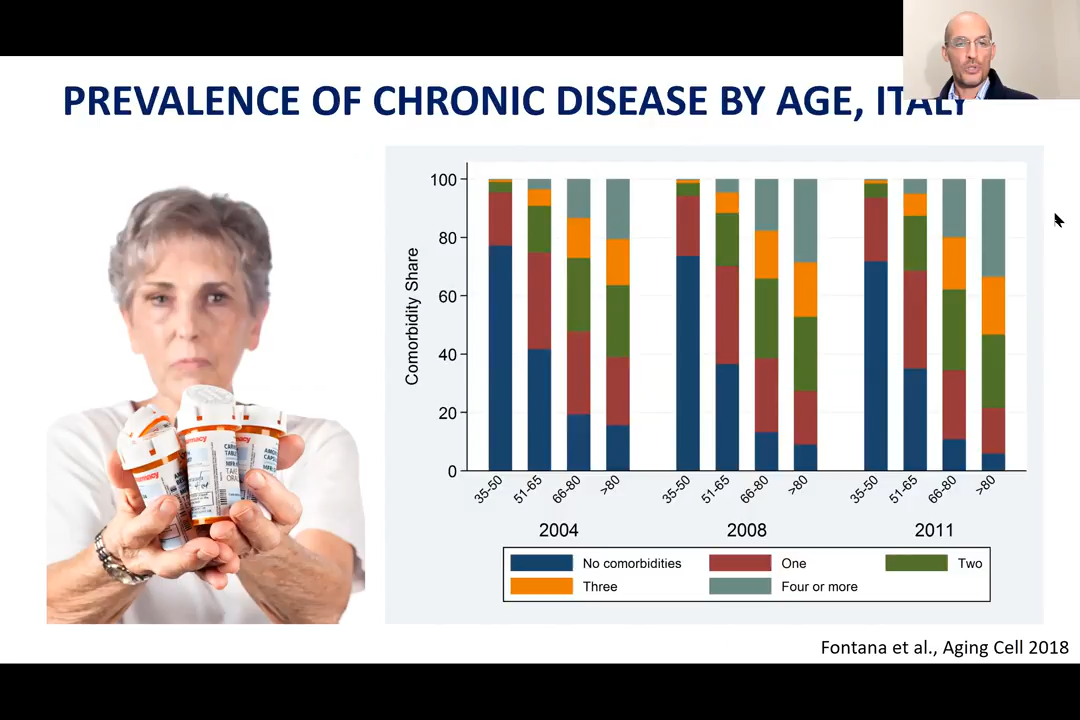 PREVALENCE OF CHRONIC DISEASE BY AGE, ITALY
Comorbidity Share
100
80
60
40
20
0
35-50 51-65 66-80 >80 35-50 51-65 66-80 >80 35-50 51-65 66-80 >80
2004 2008 2011
No comorbidities One Two
Three Four or more
Fontana et al., Aging Cell 2018